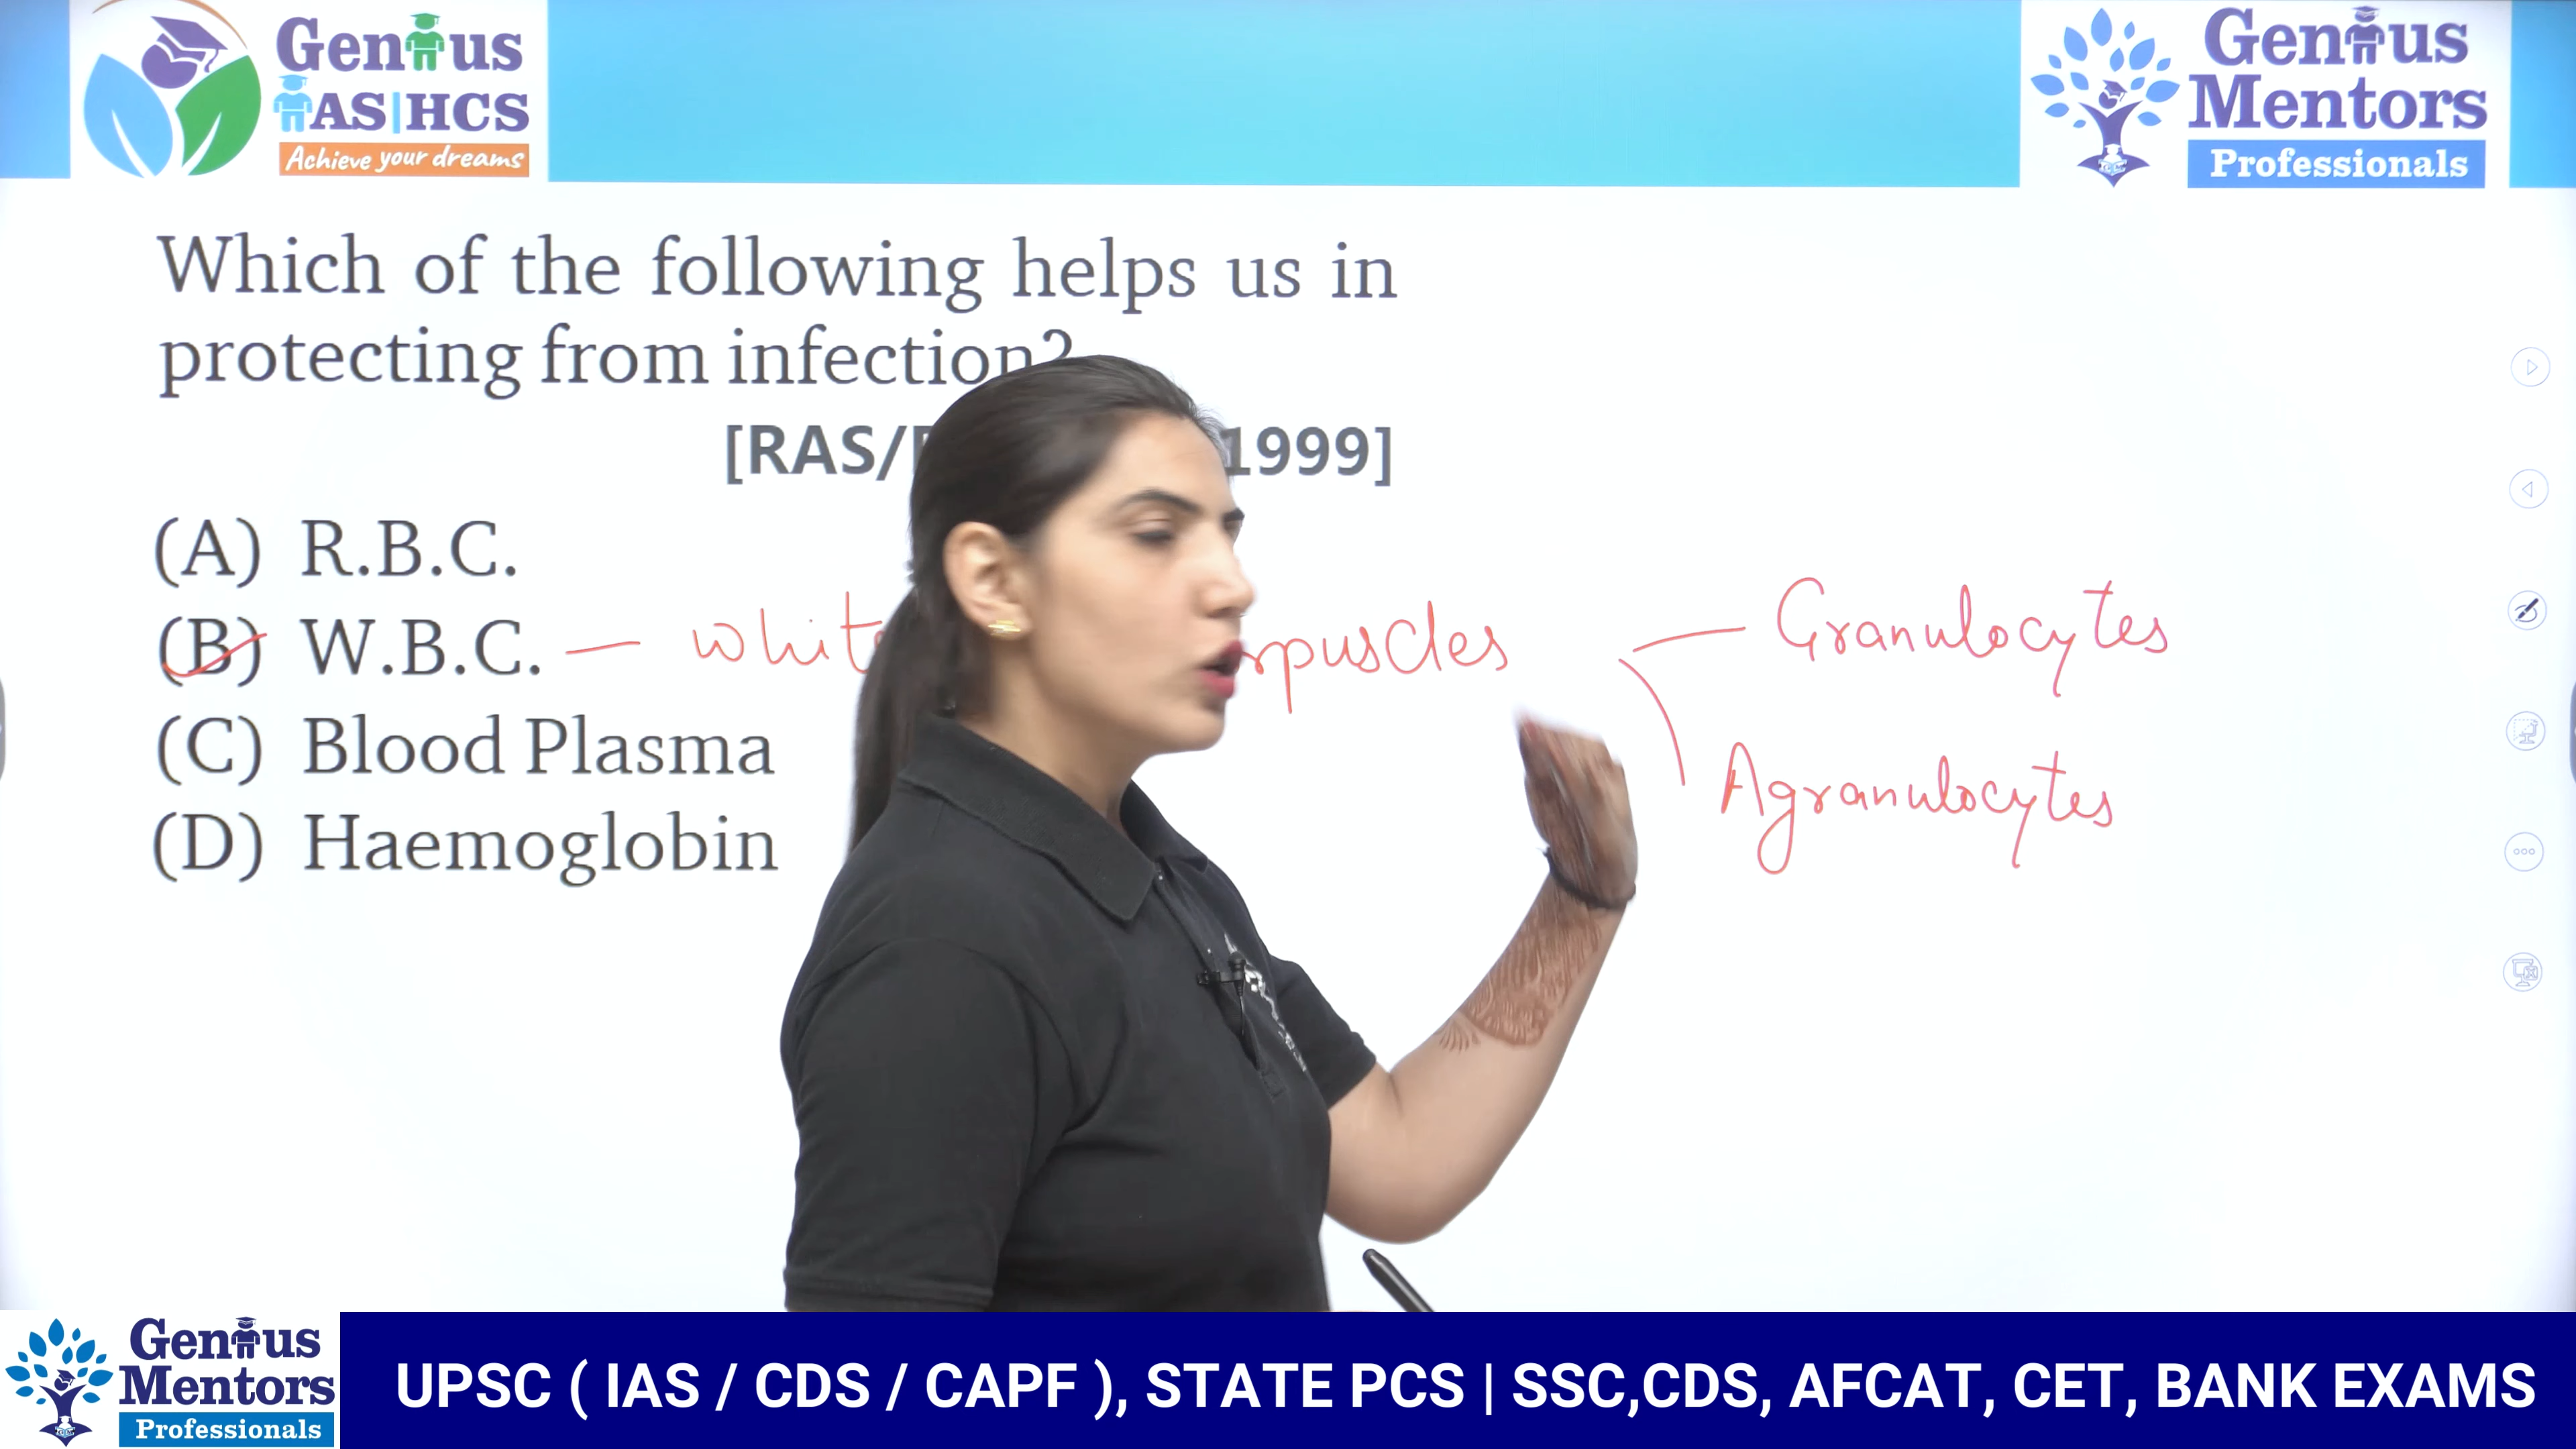 Genius
IAS|HCS
Achieve your dreams
Genius
Mentors
Professionals
Which of the following helps us in
protecting from infection?
[RAS/ 1999]
(A) R.B.C.
(B) W.B.C. — white
(C) Blood Plasma
(D) Haemoglobin
Granulocytes
Agranulocytes
Genius
Mentors
Professionals
UPSC ( IAS / CDS / CAPF ), STATE PCS | SSC,CDS, AFCAT, CET, BANK EXAMS